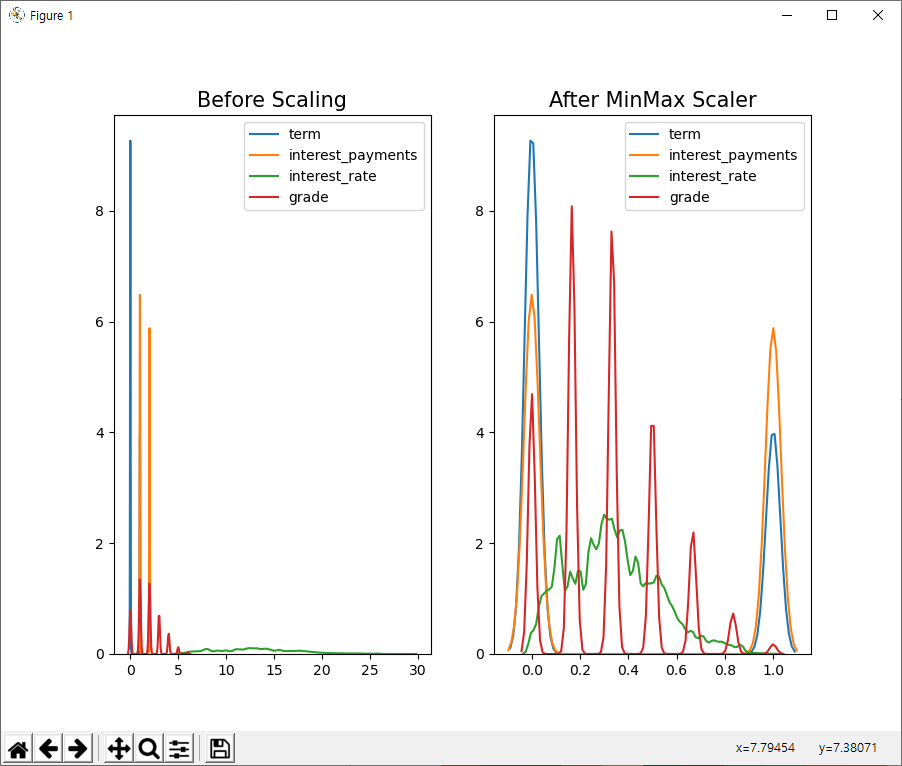 Figure 1
Before Scaling
term
interest_payments
interest_rate
grade
8
6
4
2
0
0 5 10 15 20 25 30
After MinMax Scaler
term
interest_payments
interest_rate
grade
8
6
4
2
0
0.0 0.2 0.4 0.6 0.8 1.0
x=7.79454 y=7.38071